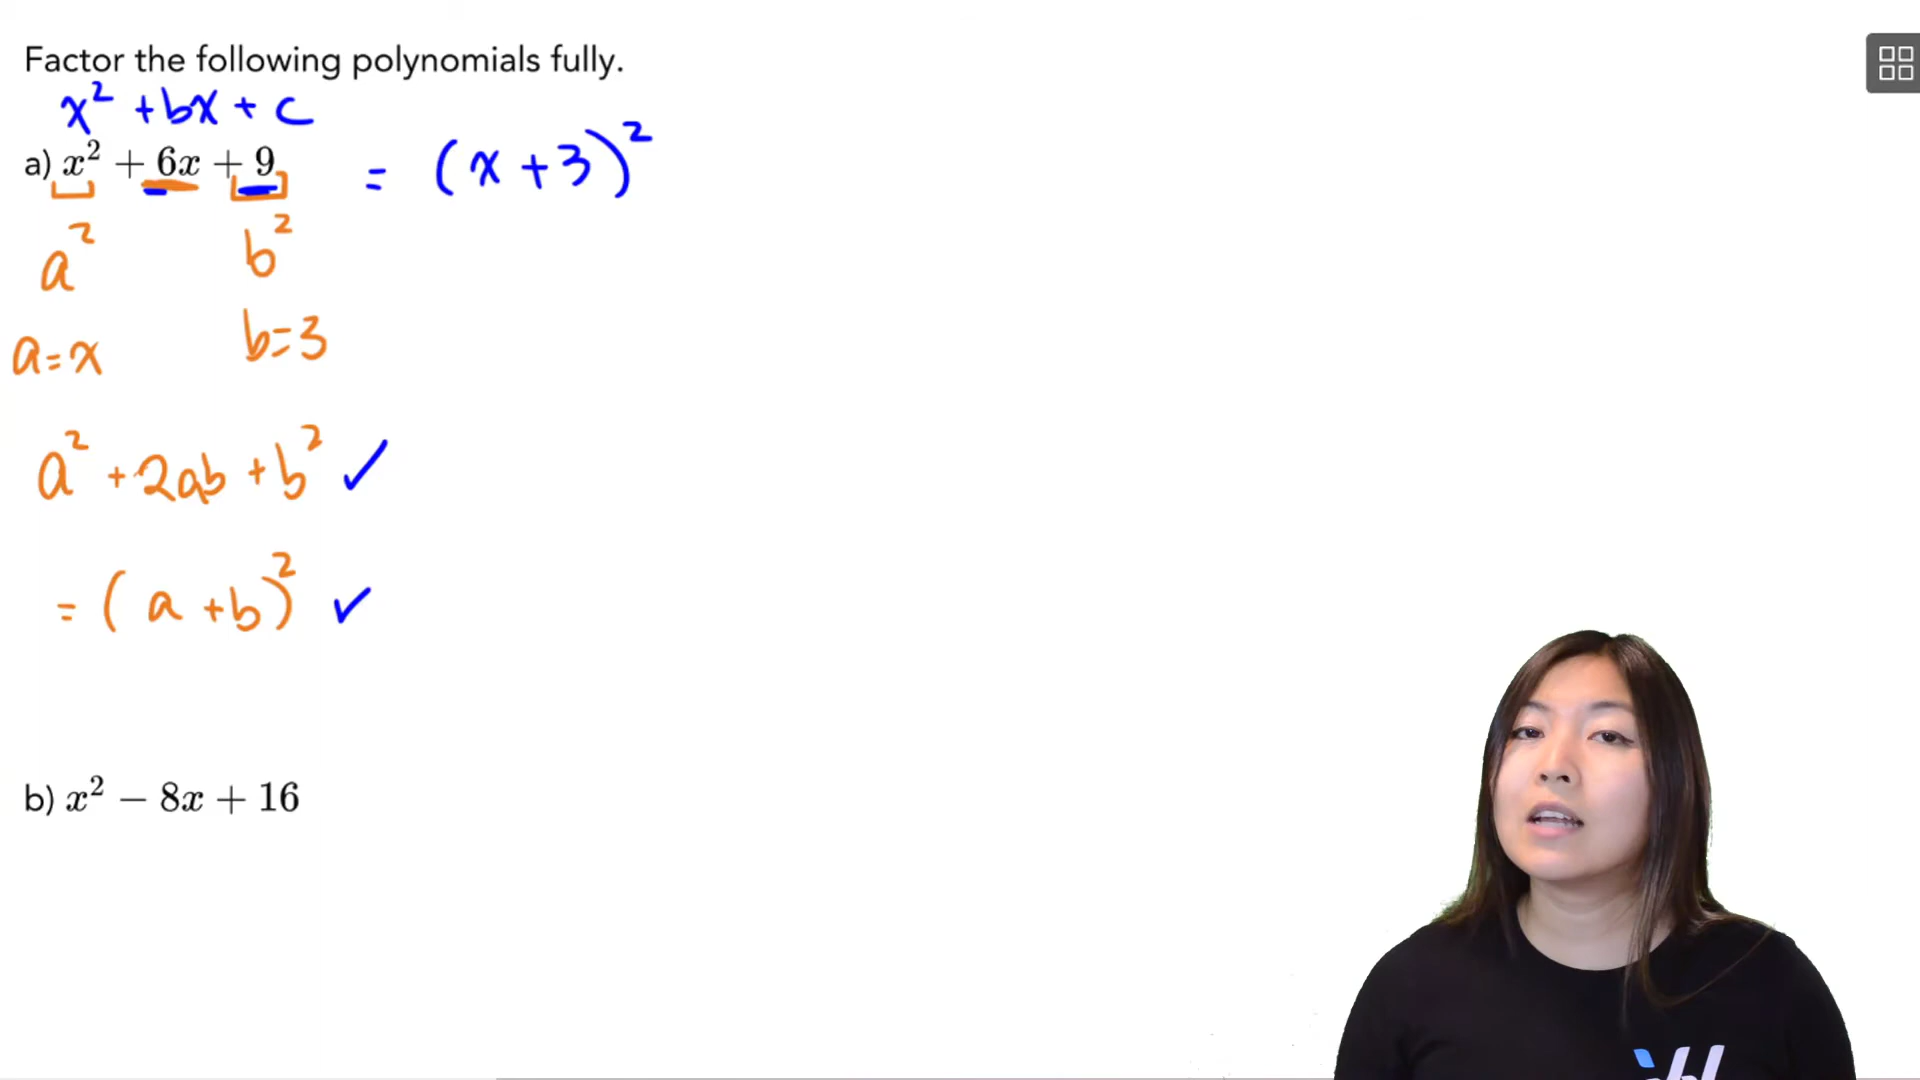 Factor the following polynomials fully.
x² + bx + c
a) x² + 6x + 9 = (x + 3)²
a² b²
a = x b = 3
a² + 2ab + b² ✓
= (a + b)² ✓
b) x² − 8x + 16